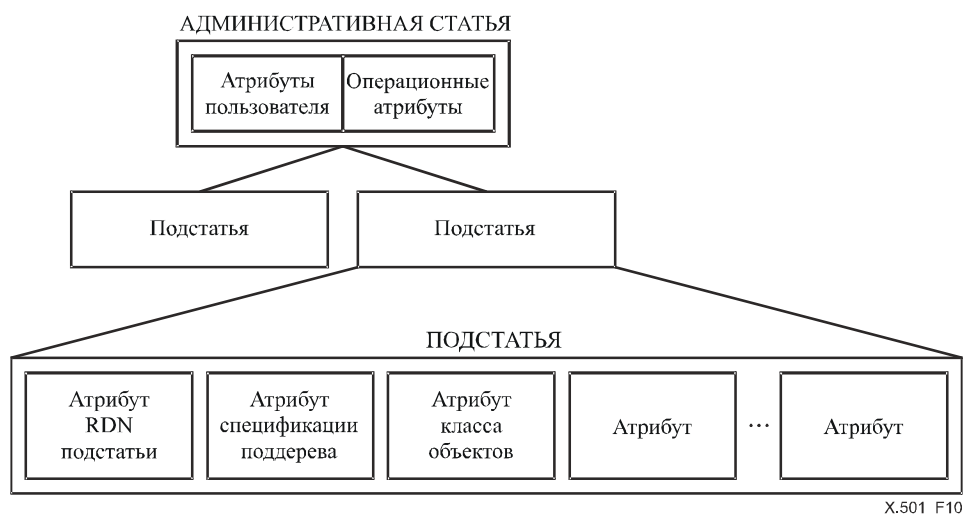 АДМИНИСТРАТИВНАЯ СТАТЬЯ
Атрибуты
пользователя
Операционные
атрибуты
Подстатья
Подстатья
ПОДСТАТЬЯ
Атрибут
RDN
подстатьи
Атрибут
спецификации
поддерева
Атрибут
класса
объектов
Атрибут
...
Атрибут
X.501 F10